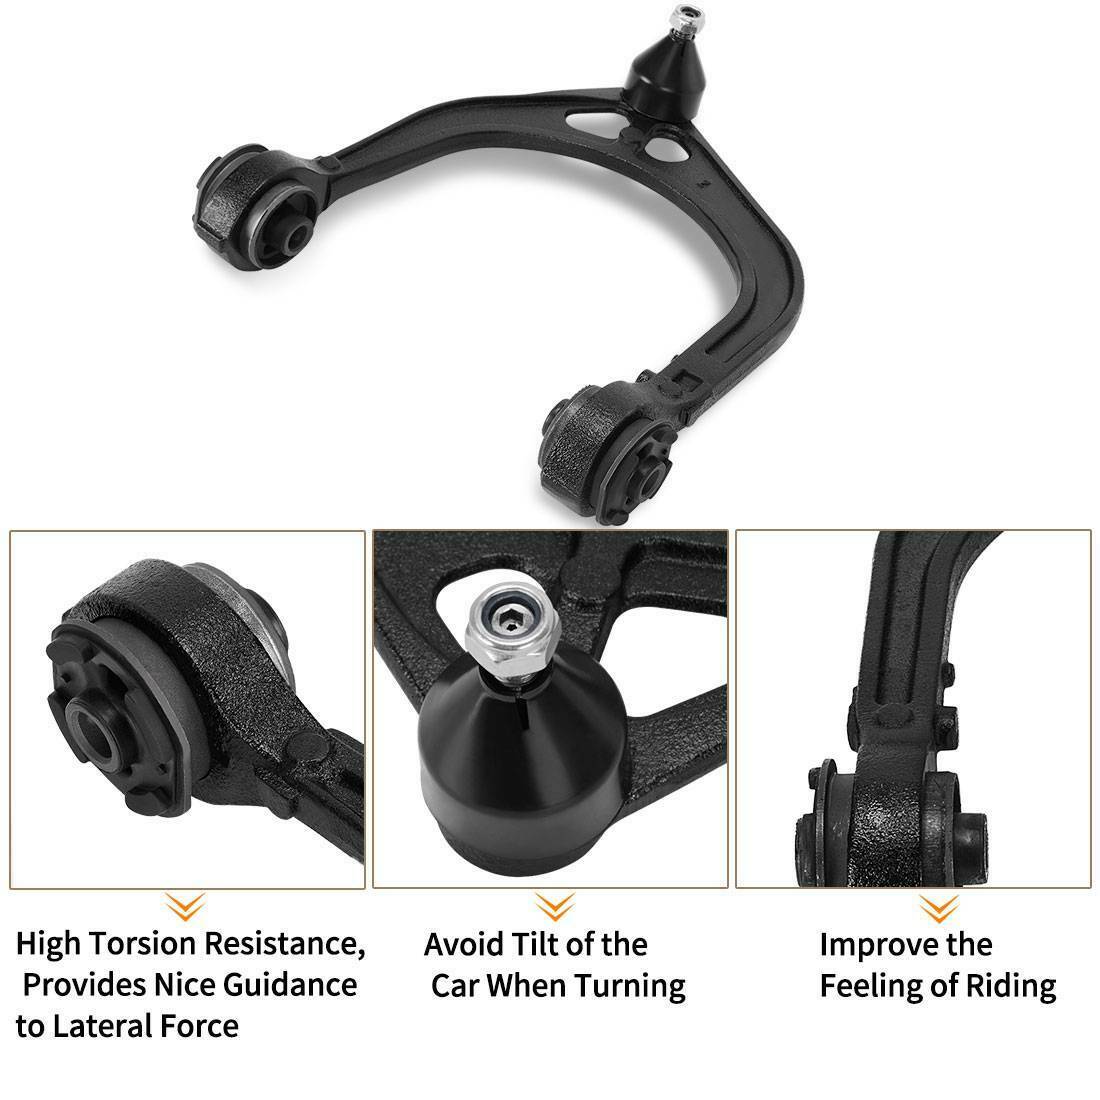 High Torsion Resistance,
Provides Nice Guidance
to Lateral Force
Avoid Tilt of the
Car When Turning
Improve the
Feeling of Riding